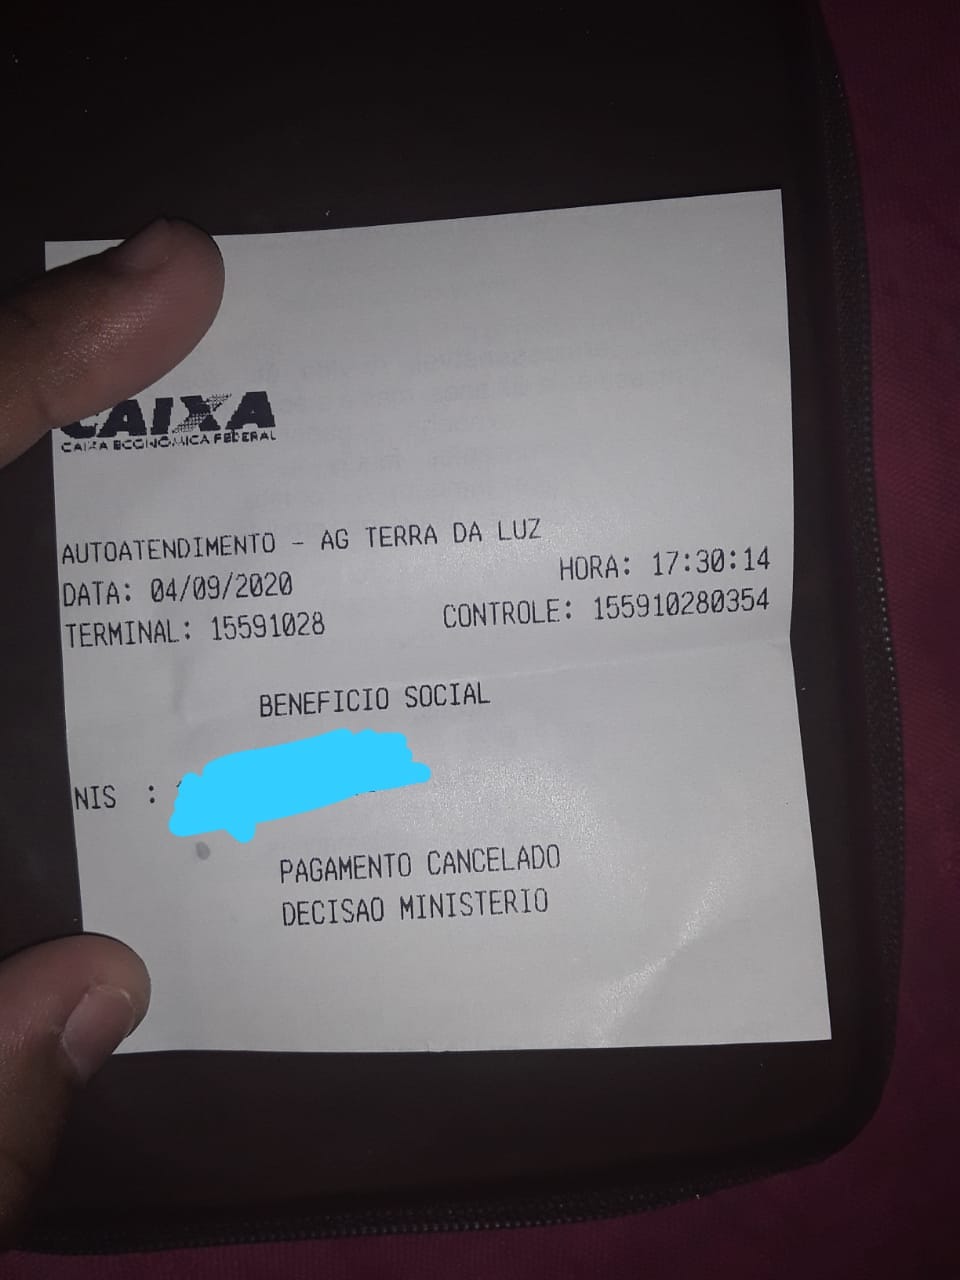 CAIXA
CAIXA ECONOMICA FEDERAL
AUTOATENDIMENTO - AG TERRA DA LUZ
DATA: 04/09/2020 HORA: 17:30:14
TERMINAL: 15591028 CONTROLE: 155910280354
BENEFICIO SOCIAL
NIS :
PAGAMENTO CANCELADO
DECISAO MINISTERIO